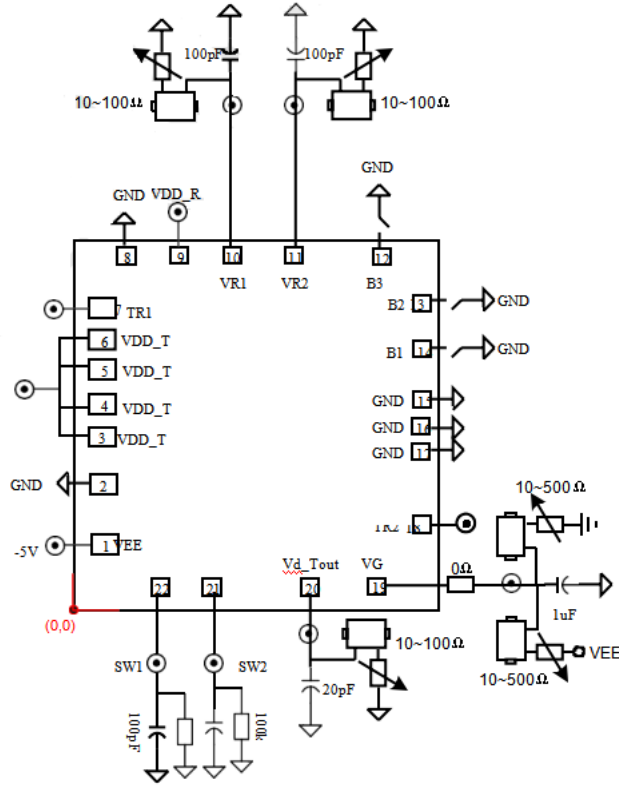 100pF
100pF
10~100Ω
10~100Ω
GND
VDD_R
GND
8
9
10
11
12
VR1
VR2
B3
TR1
B2
3
GND
6
VDD_T
5
VDD_T
B1
14
GND
4
VDD_T
GND
15
3
VDD_T
GND
16
GND
17
GND
2
10~500Ω
TR2
18
-5V
1
VEE
Vd_Tout
VG
0Ω
22
21
20
19
1uF
(0,0)
10~100Ω
VEE
SW1
SW2
20pF
10~500Ω
100pF
100k